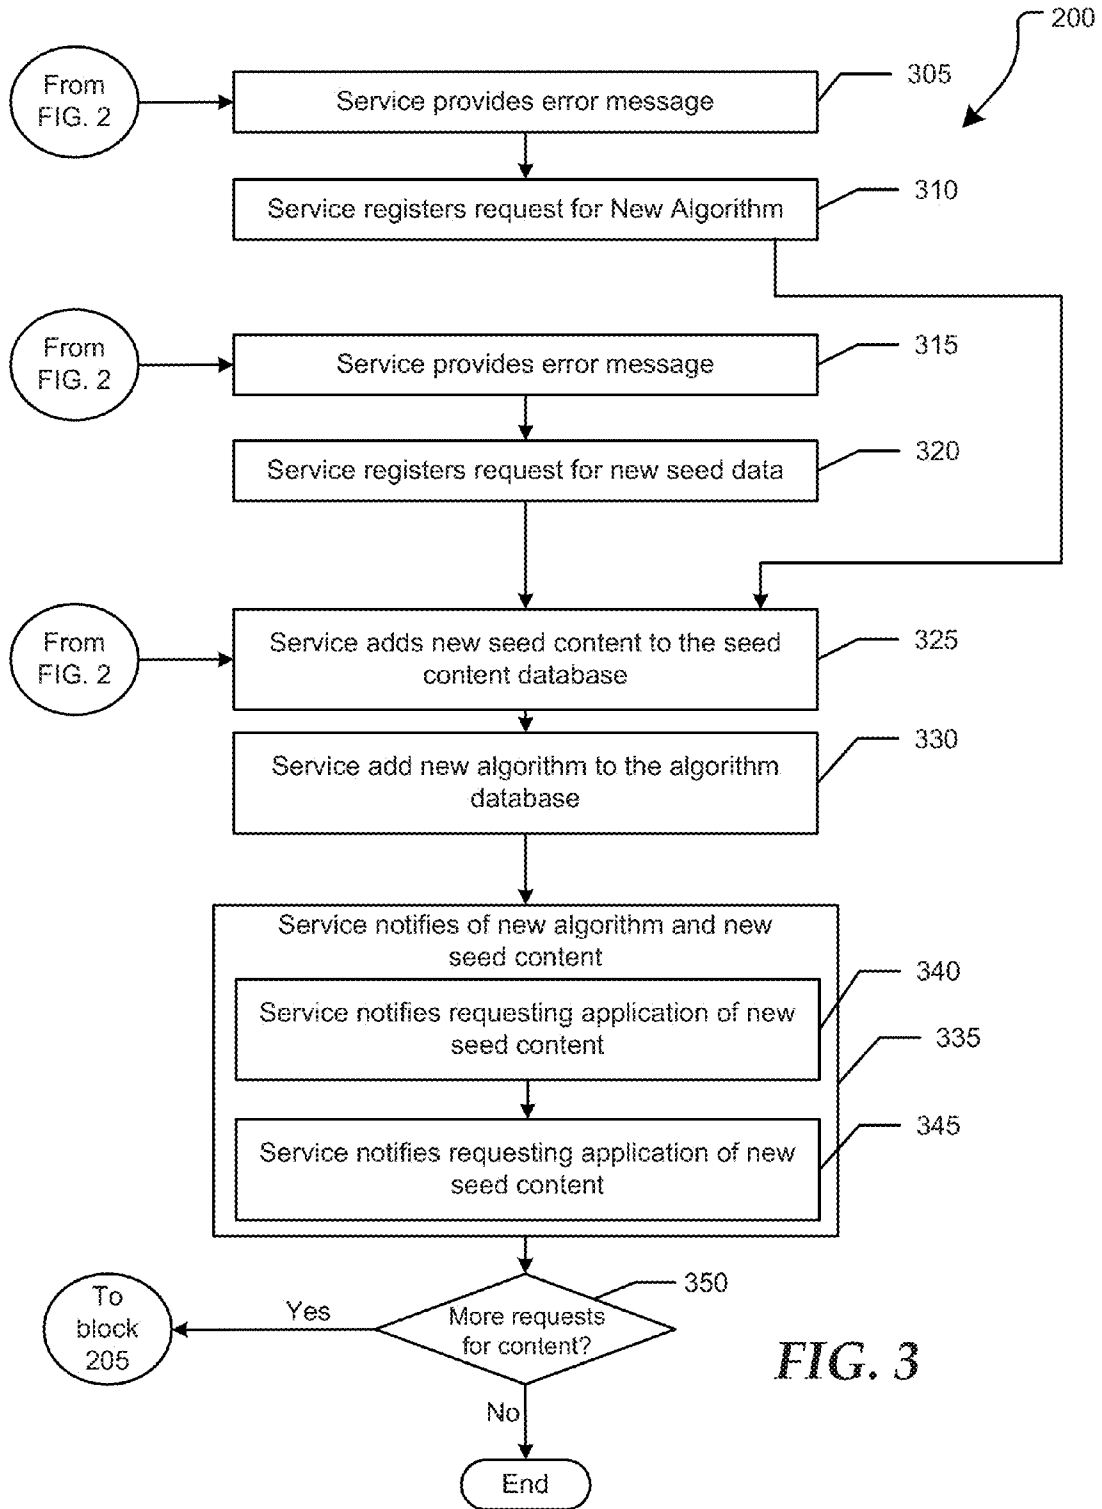 200
From
FIG. 2
Service provides error message
305
Service registers request for New Algorithm
310
From
FIG. 2
Service provides error message
315
Service registers request for new seed data
320
From
FIG. 2
Service adds new seed content to the seed
content database
325
Service add new algorithm to the algorithm
database
330
Service notifies of new algorithm and new
seed content
Service notifies requesting application of new
seed content
340
335
Service notifies requesting application of new
seed content
345
More requests
for content?
350
Yes
To
block
205
No
End
FIG. 3